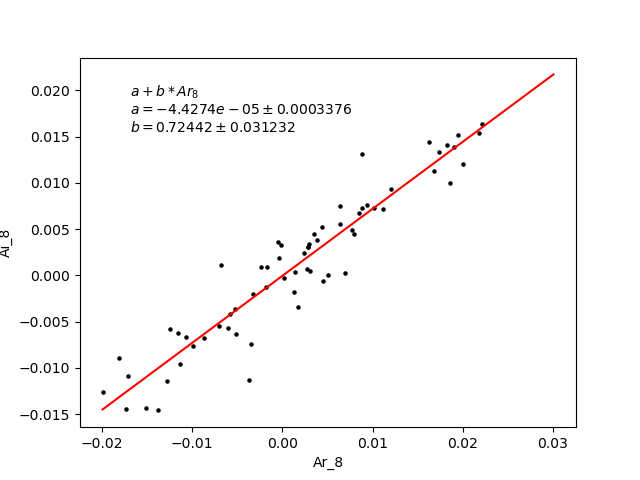 a + b * Ar₈
a = −4.4274e − 05 ± 0.0003376
b = 0.72442 ± 0.031232
0.020
0.015
0.010
0.005
0.000
−0.005
−0.010
−0.015
Ar_8
−0.02
−0.01
0.00
0.01
0.02
0.03
Ar_8